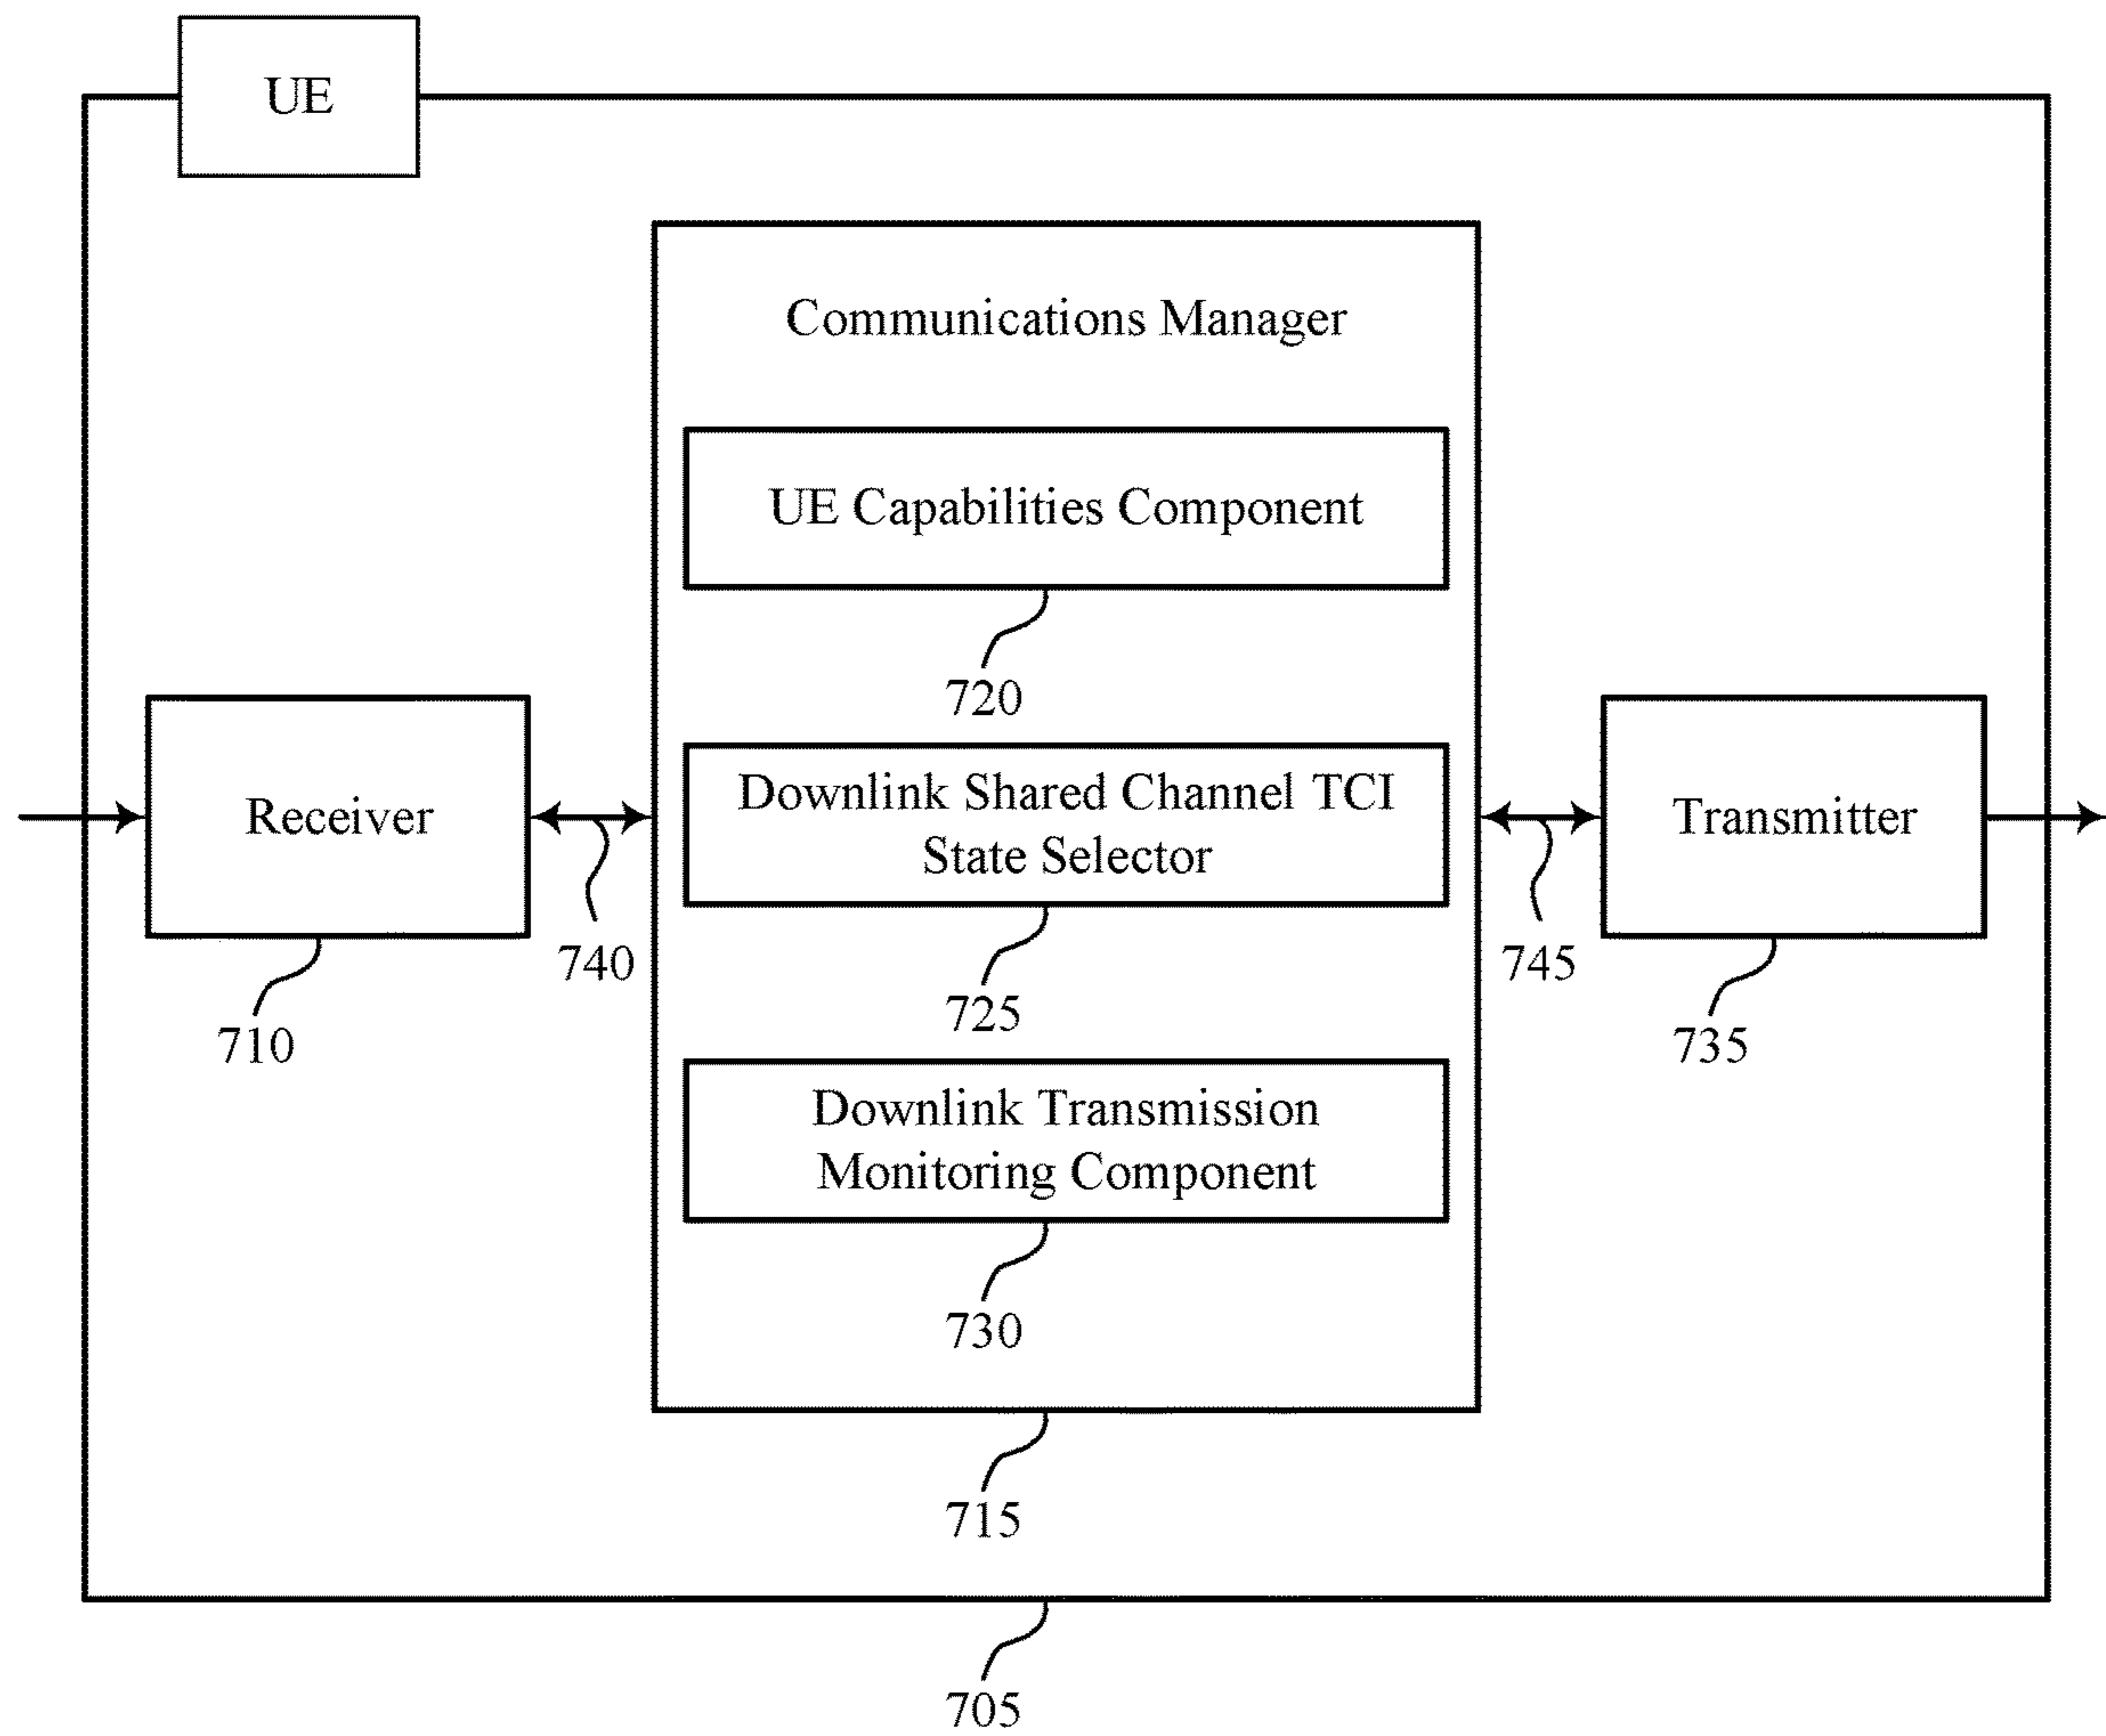 UE
Communications Manager
UE Capabilities Component
720
Receiver
710
740
Downlink Shared Channel TCI
State Selector
725
745
Transmitter
735
Downlink Transmission
Monitoring Component
730
715
705